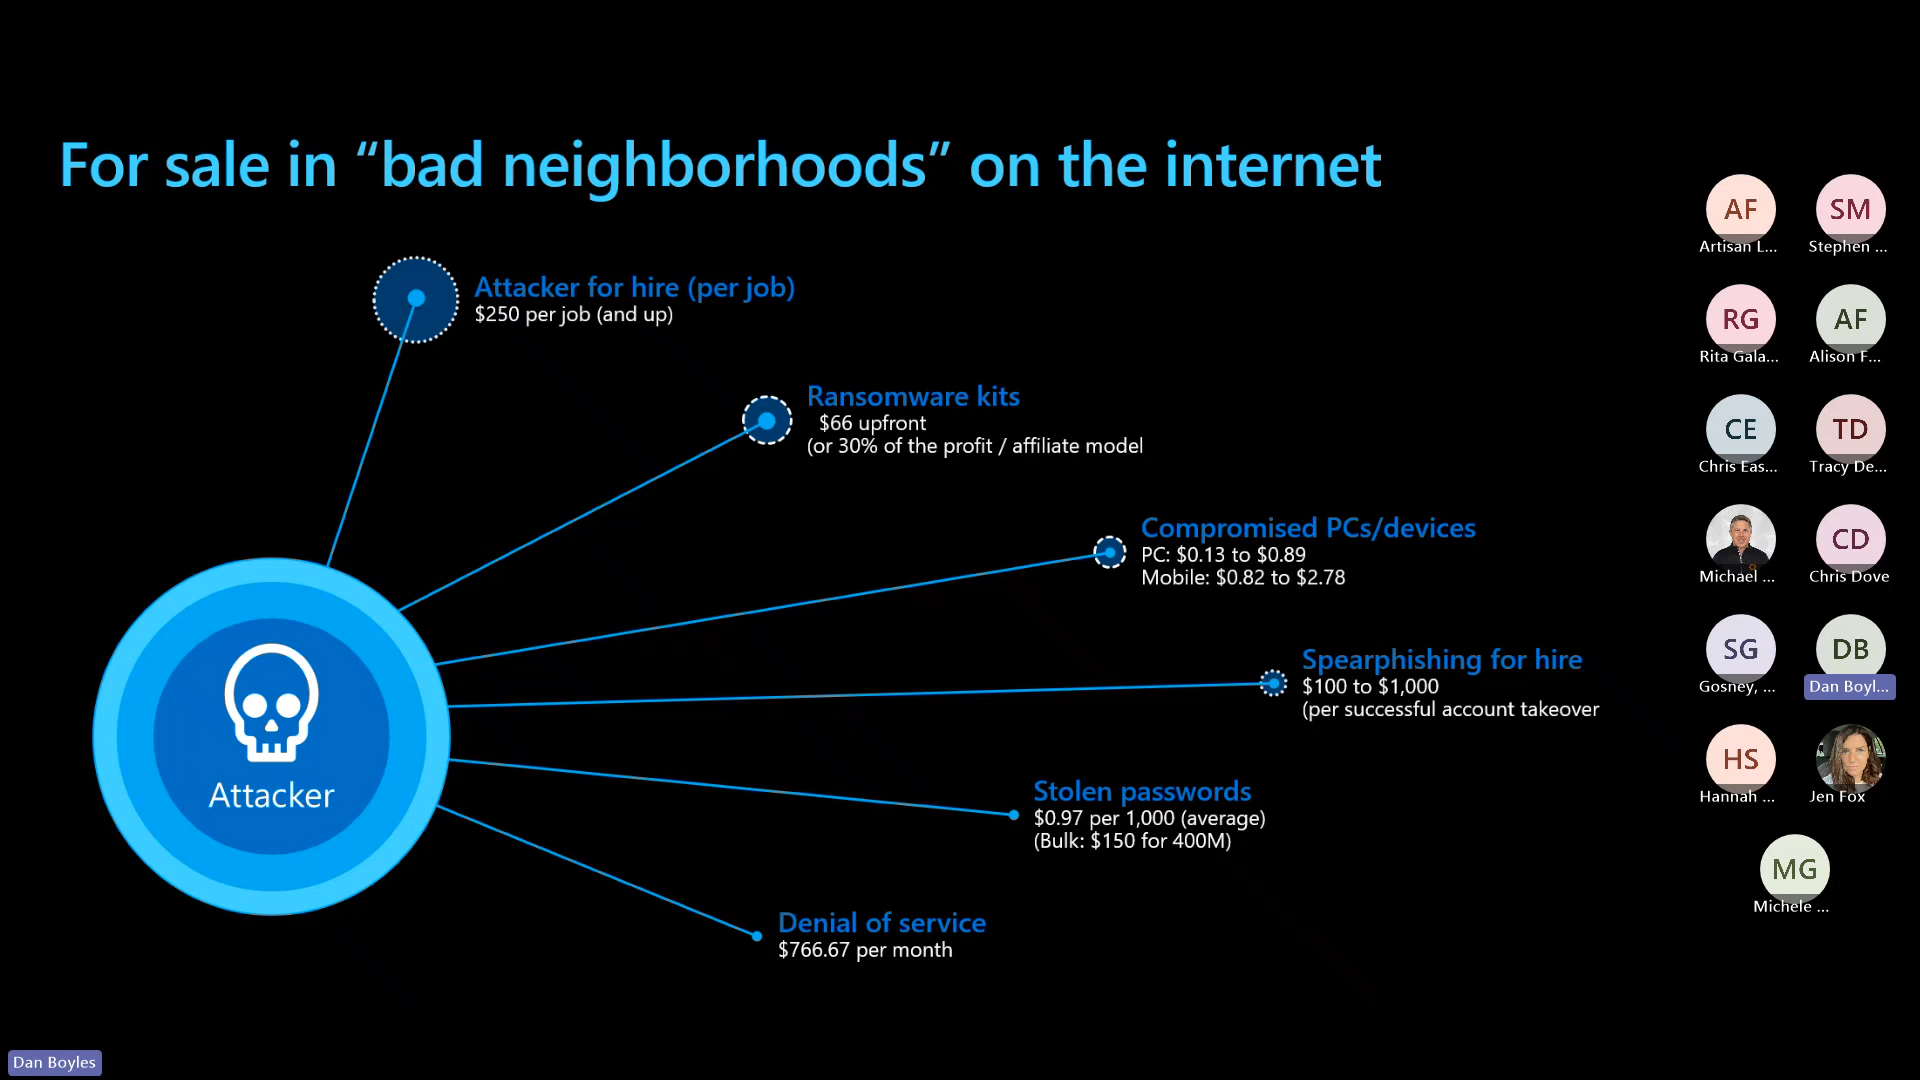 For sale in “bad neighborhoods” on the internet
Attacker for hire (per job)
$250 per job (and up)
Ransomware kits
$66 upfront
(or 30% of the profit / affiliate model
Compromised PCs/devices
PC: $0.13 to $0.89
Mobile: $0.82 to $2.78
Spearphishing for hire
$100 to $1,000
(per successful account takeover
Attacker
Stolen passwords
$0.97 per 1,000 (average)
(Bulk: $150 for 400M)
Denial of service
$766.67 per month
AF
Artisan L...
SM
Stephen ...
RG
Rita Gala...
AF
Alison F...
CE
Chris Eas...
TD
Tracy De...
Michael ...
CD
Chris Dove
SG
Gosney, ...
DB
Dan Boyl...
HS
Hannah ...
Jen Fox
MG
Michele ...
Dan Boyles